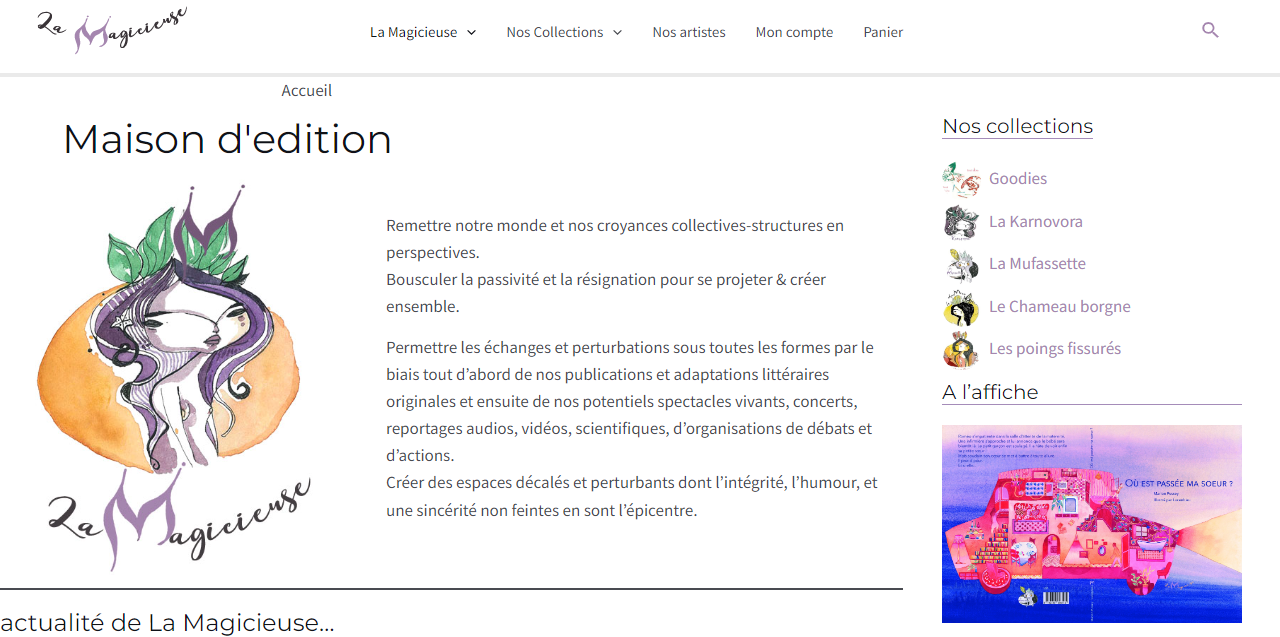 La Magicieuse
La Magicieuse
Nos Collections
Nos artistes
Mon compte
Panier
Accueil
Maison d'edition
La Magicieuse
Remettre notre monde et nos croyances collectives-structures en
perspectives.
Bousculer la passivité et la résignation pour se projeter & créer
ensemble.
Permettre les échanges et perturbations sous toutes les formes par le
biais tout d’abord de nos publications et adaptations littéraires
originales et ensuite de nos potentiels spectacles vivants, concerts,
reportages audios, vidéos, scientifiques, d’organisations de débats et
d’actions.
Créer des espaces décalés et perturbants dont l’intégrité, l’humour, et
une sincérité non feintes en sont l’épicentre.
actualité de La Magicieuse...
Nos collections
Goodies
La Karnovora
La Mufassette
Le Chameau borgne
Les poings fissurés
A l’affiche
OÙ EST PASSÉE MA SOEUR ?